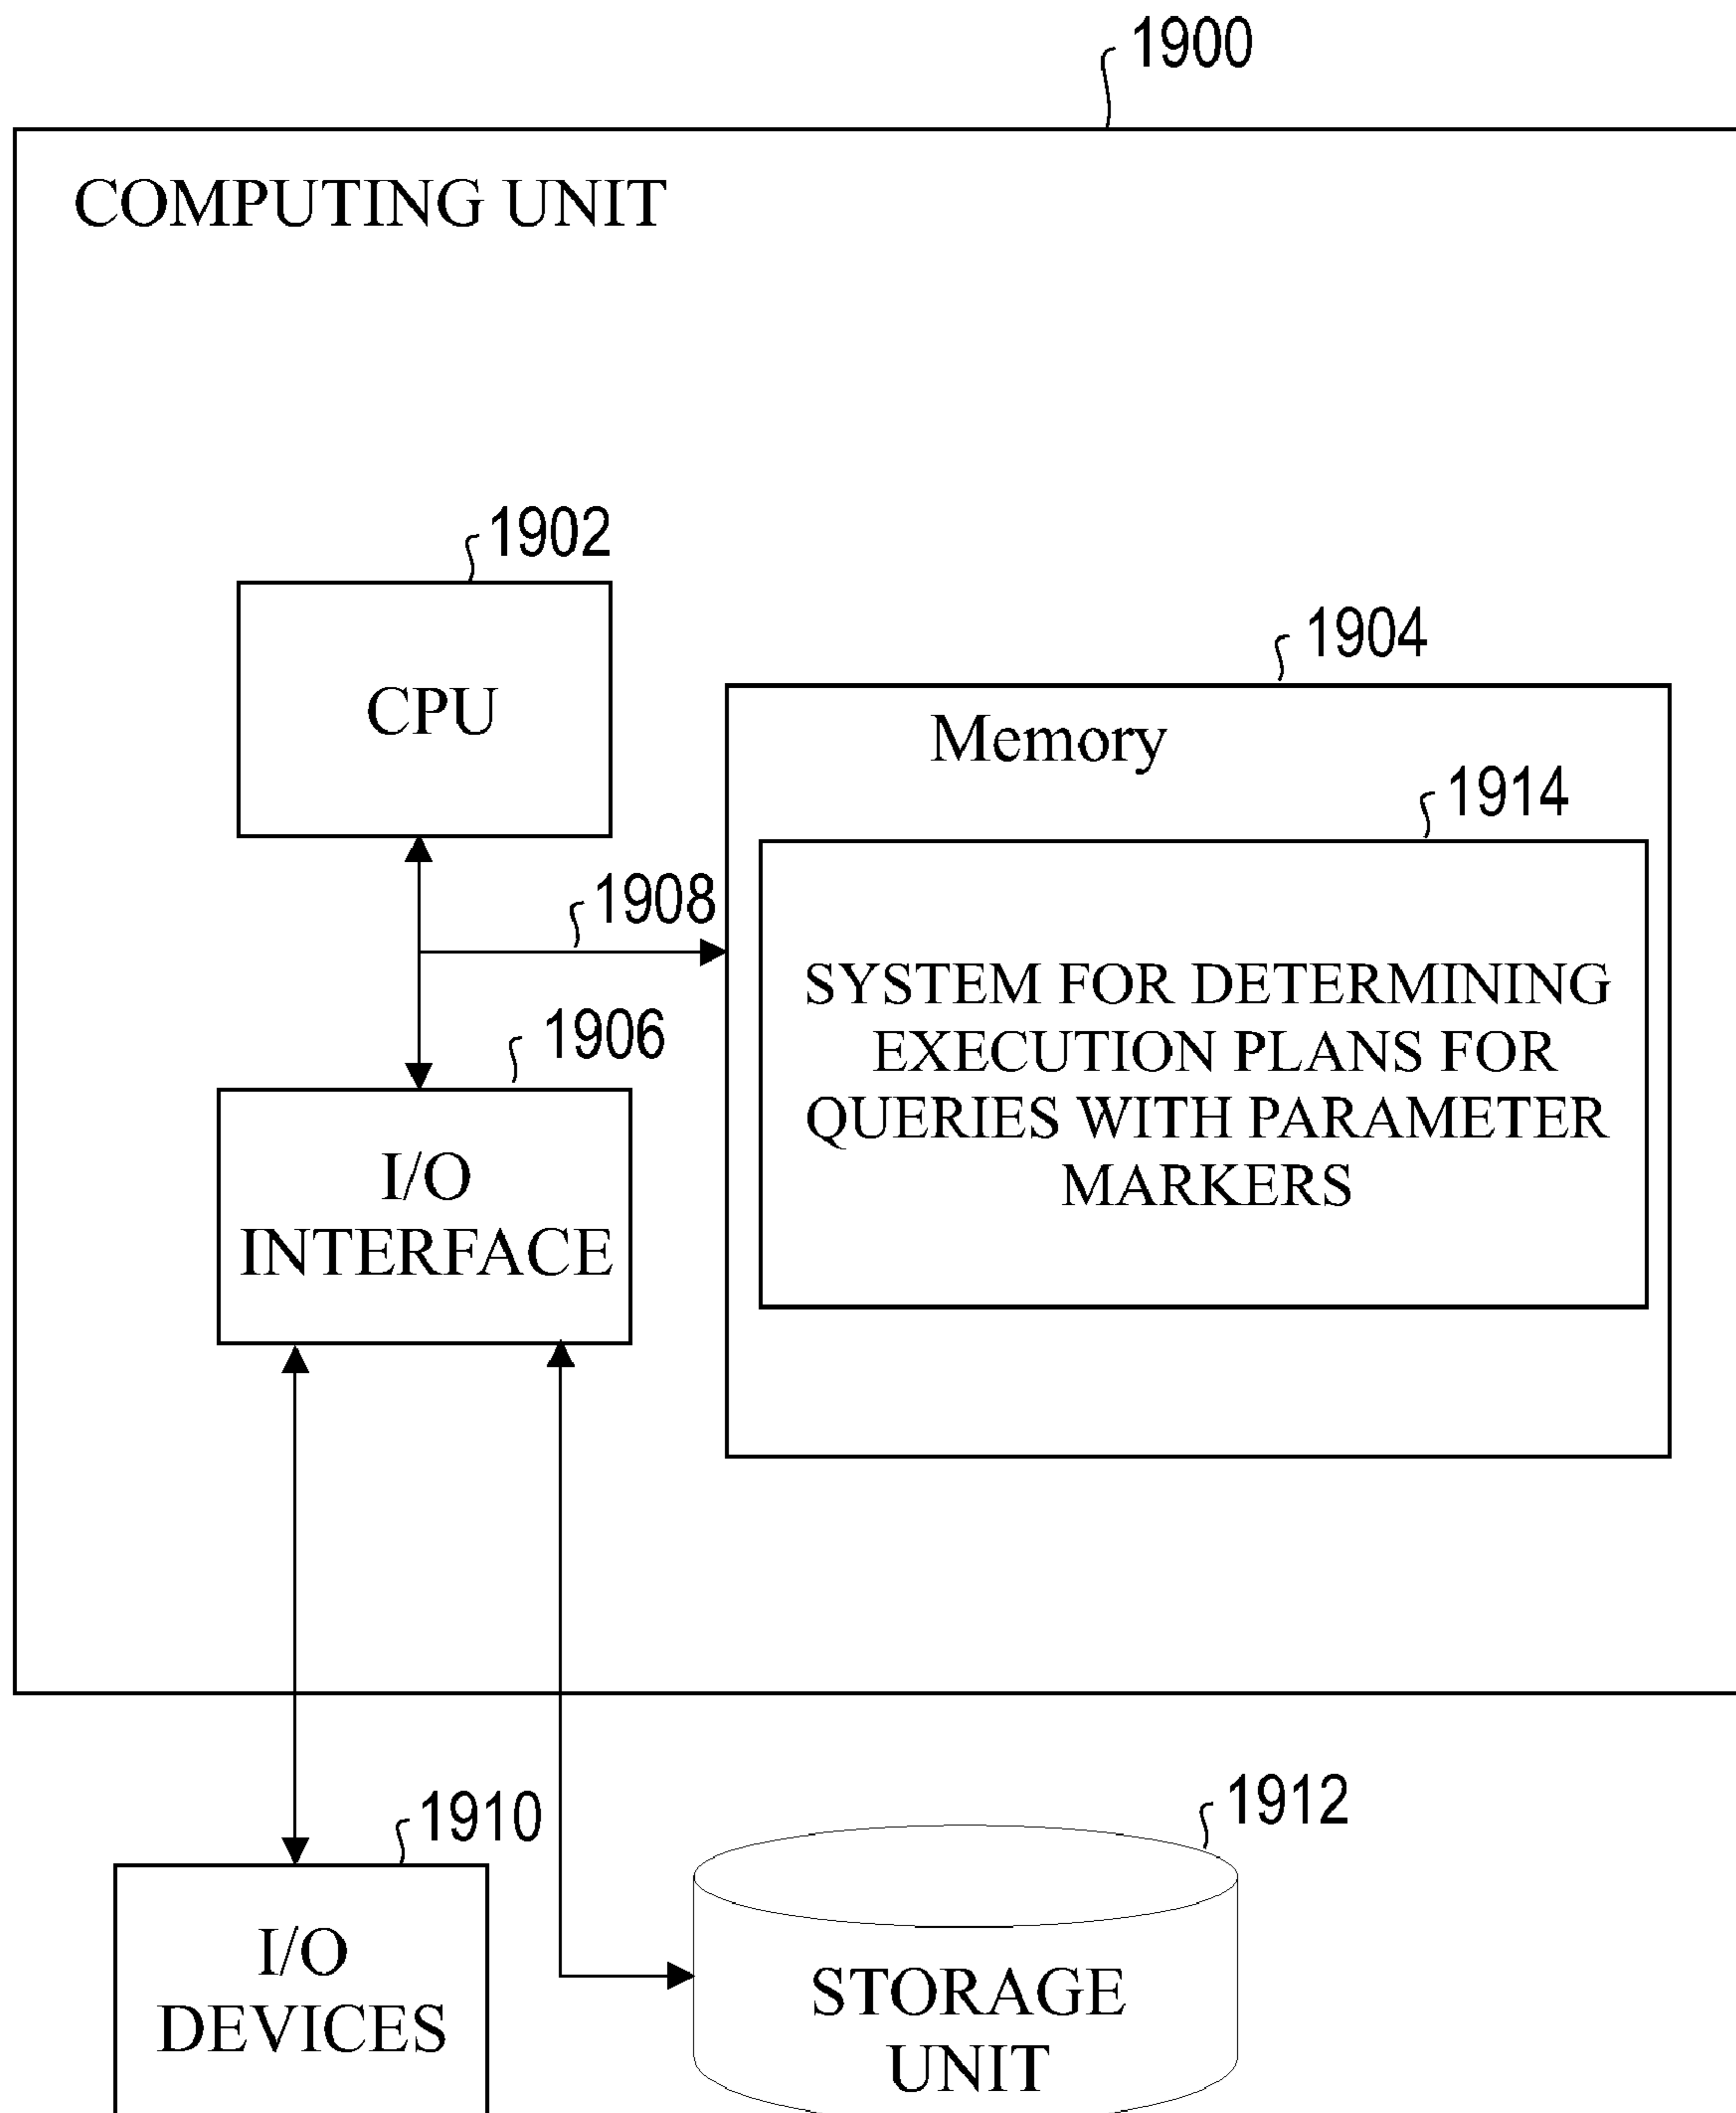 1900
COMPUTING UNIT
1902
CPU
1904
Memory
1914
1908
SYSTEM FOR DETERMINING
EXECUTION PLANS FOR
QUERIES WITH PARAMETER
MARKERS
1906
I/O
INTERFACE
1910
I/O
DEVICES
1912
STORAGE
UNIT